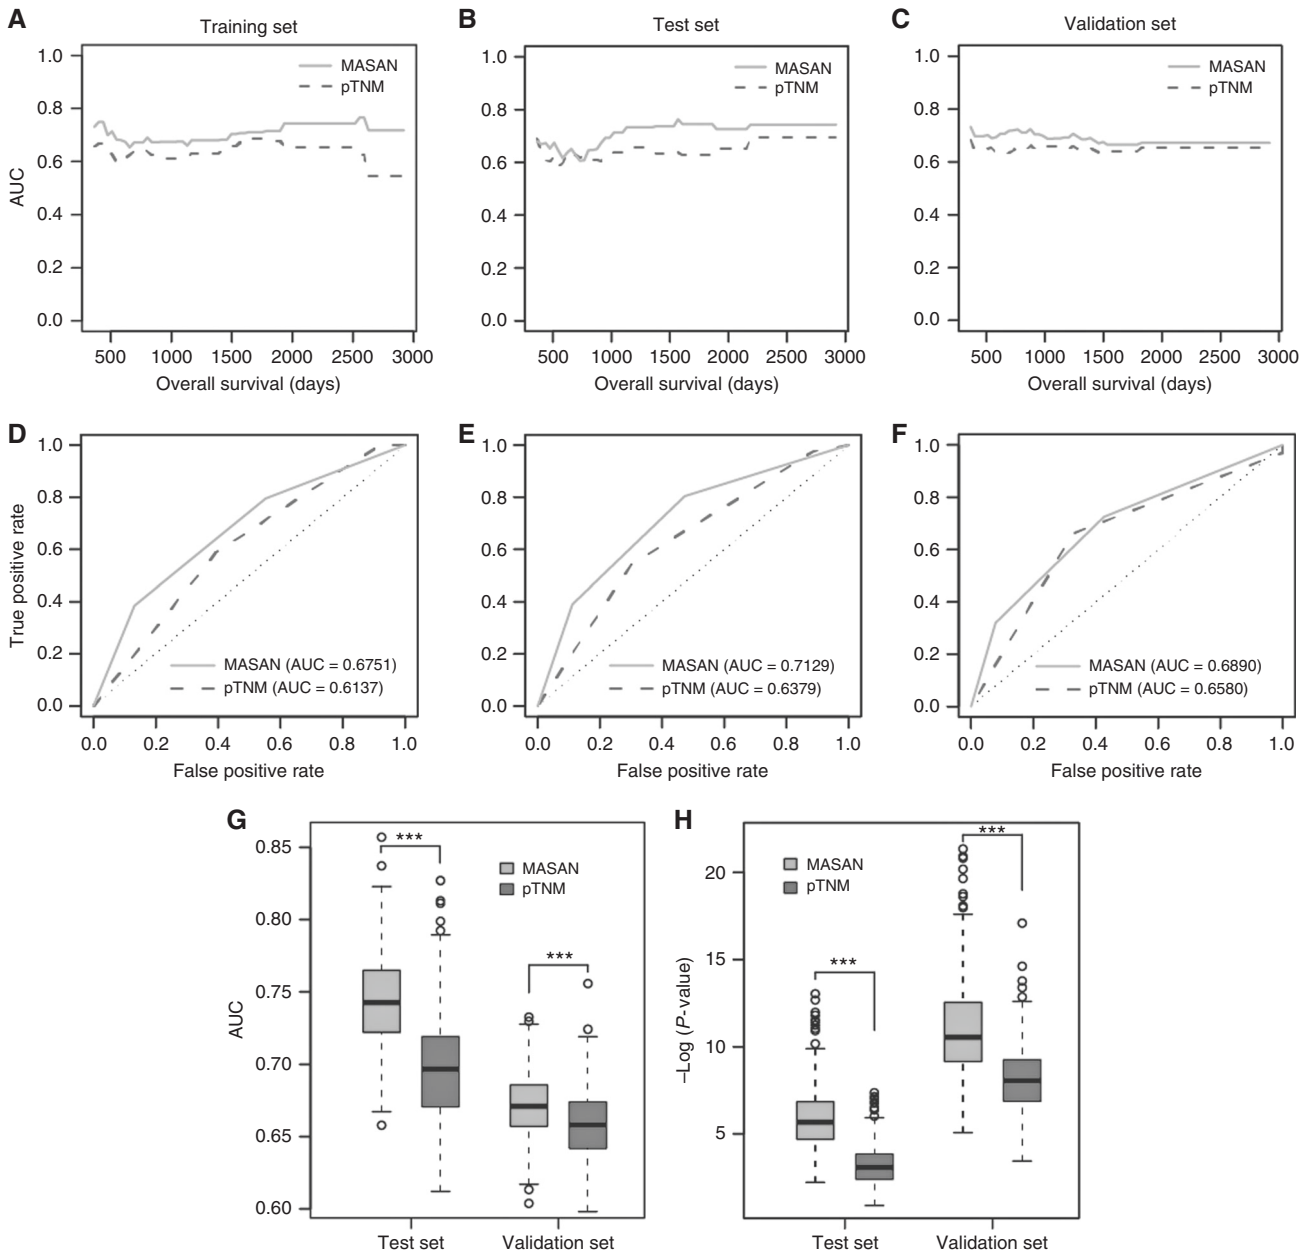 A
Training set
1.0
0.8
0.6
0.4
0.2
0.0
AUC
MASAN
pTNM
500 1000 1500 2000 2500 3000
Overall survival (days)
B
Test set
1.0
0.8
0.6
0.4
0.2
0.0
MASAN
pTNM
500 1000 1500 2000 2500 3000
Overall survival (days)
C
Validation set
1.0
0.8
0.6
0.4
0.2
0.0
MASAN
pTNM
500 1000 1500 2000 2500 3000
Overall survival (days)
D
1.0
0.8
0.6
0.4
0.2
0.0
True positive rate
MASAN (AUC = 0.6751)
pTNM (AUC = 0.6137)
0.0 0.2 0.4 0.6 0.8 1.0
False positive rate
E
1.0
0.8
0.6
0.4
0.2
0.0
MASAN (AUC = 0.7129)
pTNM (AUC = 0.6379)
0.0 0.2 0.4 0.6 0.8 1.0
False positive rate
F
1.0
0.8
0.6
0.4
0.2
0.0
MASAN (AUC = 0.6890)
pTNM (AUC = 0.6580)
0.0 0.2 0.4 0.6 0.8 1.0
False positive rate
G
0.85
0.80
0.75
0.70
0.65
0.60
AUC
***
***
MASAN
pTNM
Test set Validation set
H
20
15
10
5
–Log (P-value)
***
***
MASAN
pTNM
Test set Validation set